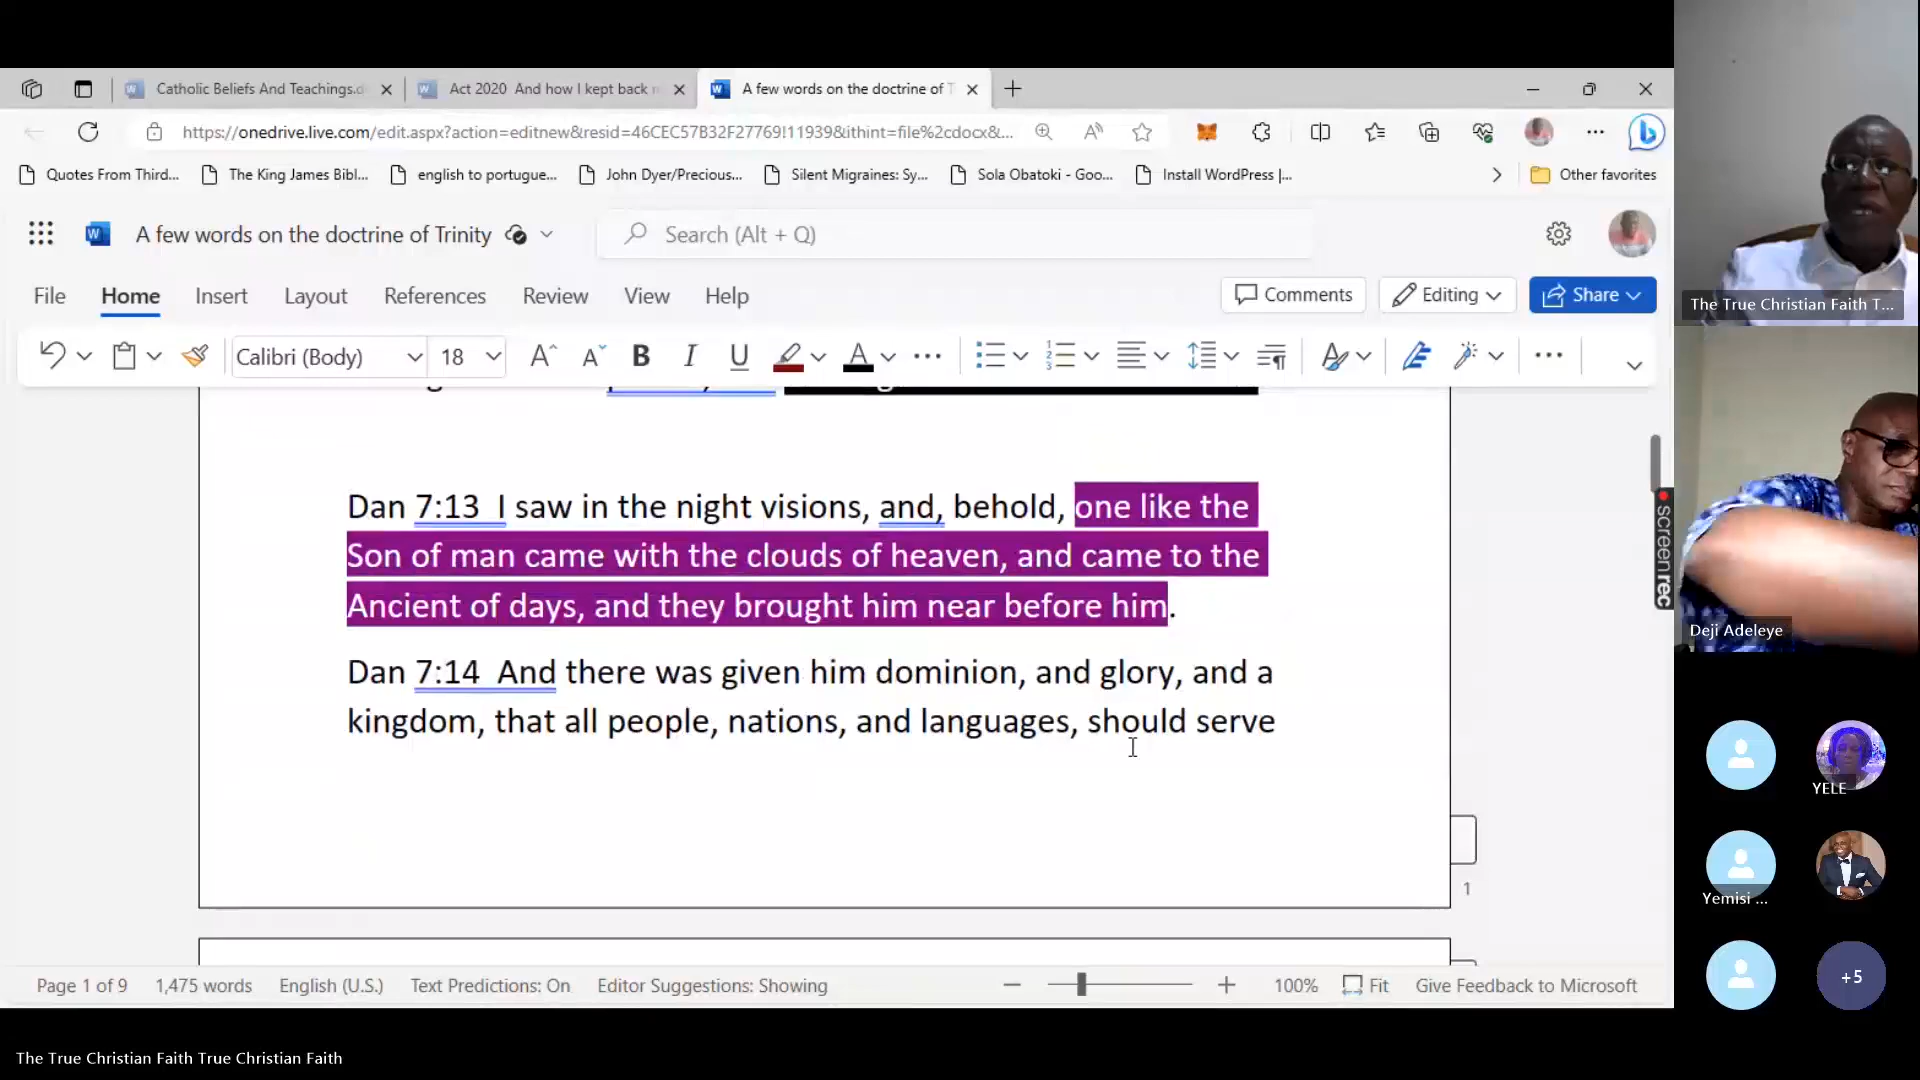 Catholic Beliefs And Teachings.d
Act 2020 And how I kept back
A few words on the doctrine of T
https://onedrive.live.com/edit.aspx?action=editnew&resid=46CEC57B32F27769!11939&ithint=file%2cdocx&...
Quotes From Third...
The King James Bibl...
english to portugue...
John Dyer/Precious...
Silent Migraines: Sy...
Sola Obatoki - Goo...
Install WordPress |...
Other favorites
A few words on the doctrine of Trinity
Search (Alt + Q)
File Home Insert Layout References Review View Help
Comments
Editing
Share
Calibri (Body) 18
Dan 7:13 I saw in the night visions, and, behold, one like the
Son of man came with the clouds of heaven, and came to the
Ancient of days, and they brought him near before him.
Dan 7:14 And there was given him dominion, and glory, and a
kingdom, that all people, nations, and languages, should serve
1
Page 1 of 9 1,475 words English (U.S.) Text Predictions: On Editor Suggestions: Showing 100% Fit Give Feedback to Microsoft
The True Christian Faith T...
screenrec
Deji Adeleye
YELE
Yemisi ...
+5
The True Christian Faith True Christian Faith